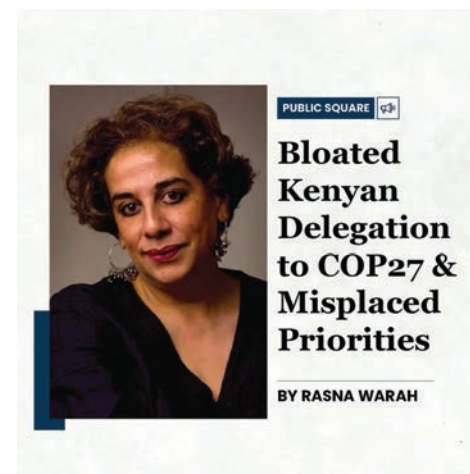 PUBLIC SQUARE
Bloated
Kenyan
Delegation
to COP27 &
Misplaced
Priorities
BY RASNA WARAH